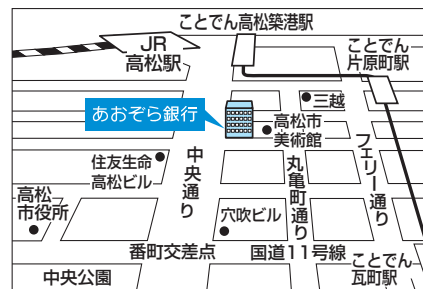 ことでん高松築港駅
JR
高松駅
ことでん
片原町駅
三越
あおぞら銀行
高松市
美術館
住友生命
高松ビル
中央通り
丸亀町通り
フェリー通り
高松
市役所
穴吹ビル
番町交差点
国道11号線
ことでん
瓦町駅
中央公園